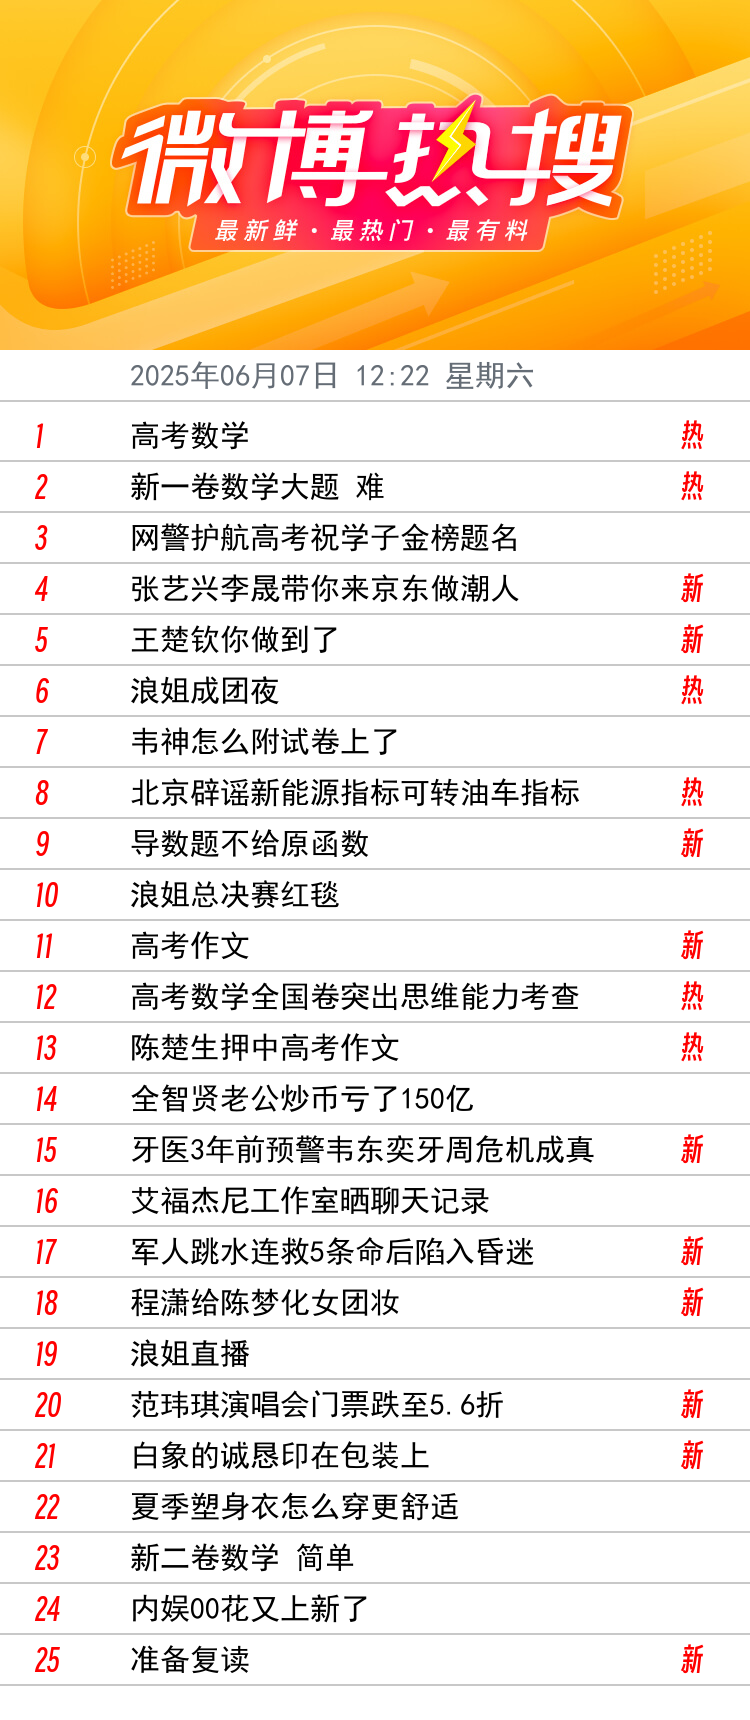 微博热搜
最新鲜·最热门·最有料
2025年06月07日 12:22 星期六
1 高考数学 热
2 新一卷数学大题 难 热
3 网警护航高考祝学子金榜题名
4 张艺兴李晟带你来京东做潮人 新
5 王楚钦你做到了 新
6 浪姐成团夜 热
7 韦神怎么附试卷上了
8 北京辟谣新能源指标可转油车指标 热
9 导数题不给原函数 新
10 浪姐总决赛红毯
11 高考作文 新
12 高考数学全国卷突出思维能力考查 热
13 陈楚生押中高考作文 热
14 全智贤老公炒币亏了150亿
15 牙医3年前预警韦东奕牙周危机成真 新
16 艾福杰尼工作室晒聊天记录
17 军人跳水连救5条命后陷入昏迷 新
18 程潇给陈梦化女团妆 新
19 浪姐直播
20 范玮琪演唱会门票跌至5.6折 新
21 白象的诚恳印在包装上 新
22 夏季塑身衣怎么穿更舒适
23 新二卷数学 简单
24 内娱00花又上新了
25 准备复读 新